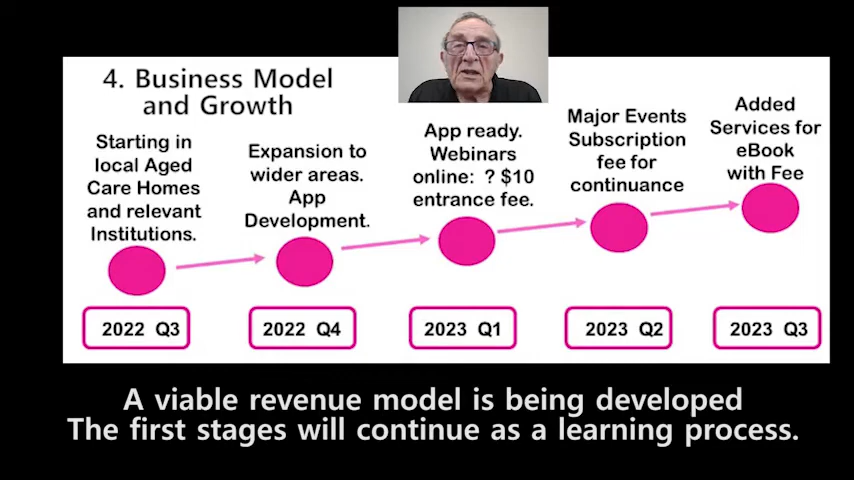 4. Business Model
and Growth
Starting in
local Aged
Care Homes
and relevant
Institutions.
Expansion to
wider areas.
App
Development.
App ready.
Webinars
online: ? $10
entrance fee.
Major Events
Subscription
fee for
continuance
Added
Services for
eBook
with Fee
2022 Q3
2022 Q4
2023 Q1
2023 Q2
2023 Q3
A viable revenue model is being developed
The first stages will continue as a learning process.